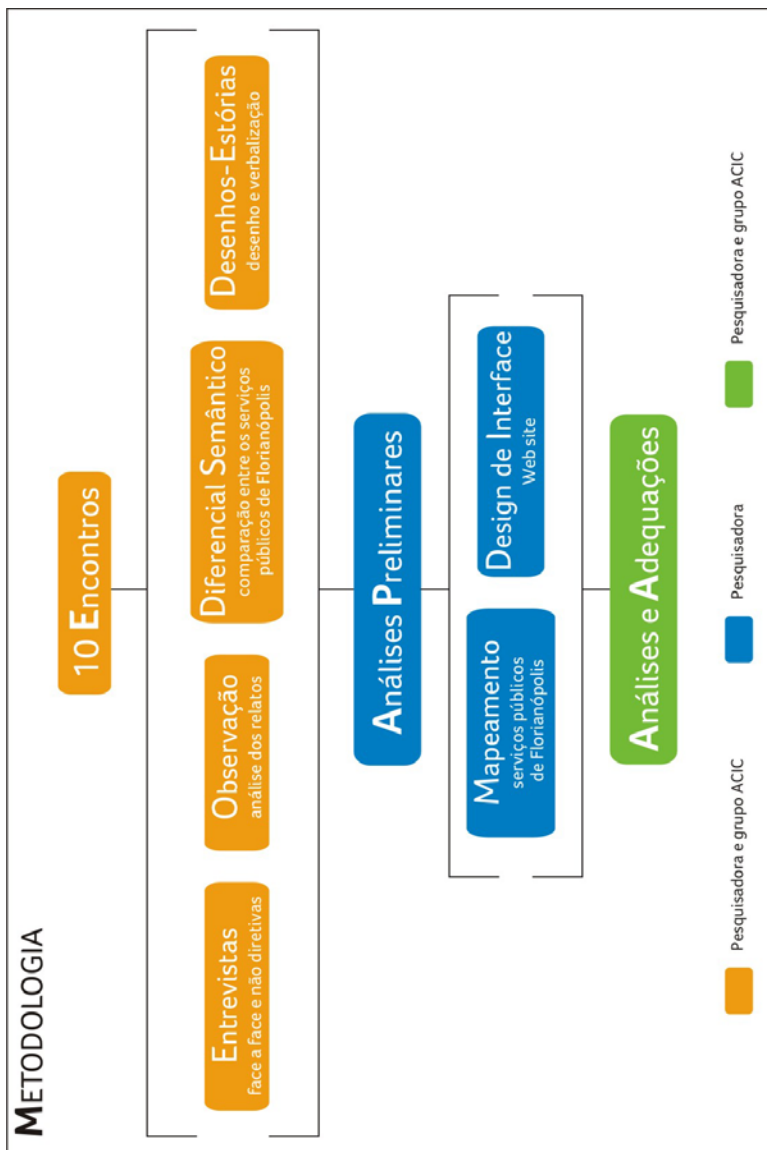 METODOLOGIA
10 Encontros
Entrevistas
face a face e não diretivas
Observação
análise dos relatos
Diferencial Semântico
comparação entre os serviços
públicos de Florianópolis
Desenhos-Estórias
desenho e verbalização
Análises Preliminares
Mapeamento
serviços públicos
de Florianópolis
Design de Interface
Web site
Análises e Adequações
Pesquisadora e grupo ACIC
Pesquisadora
Pesquisadora e grupo ACIC